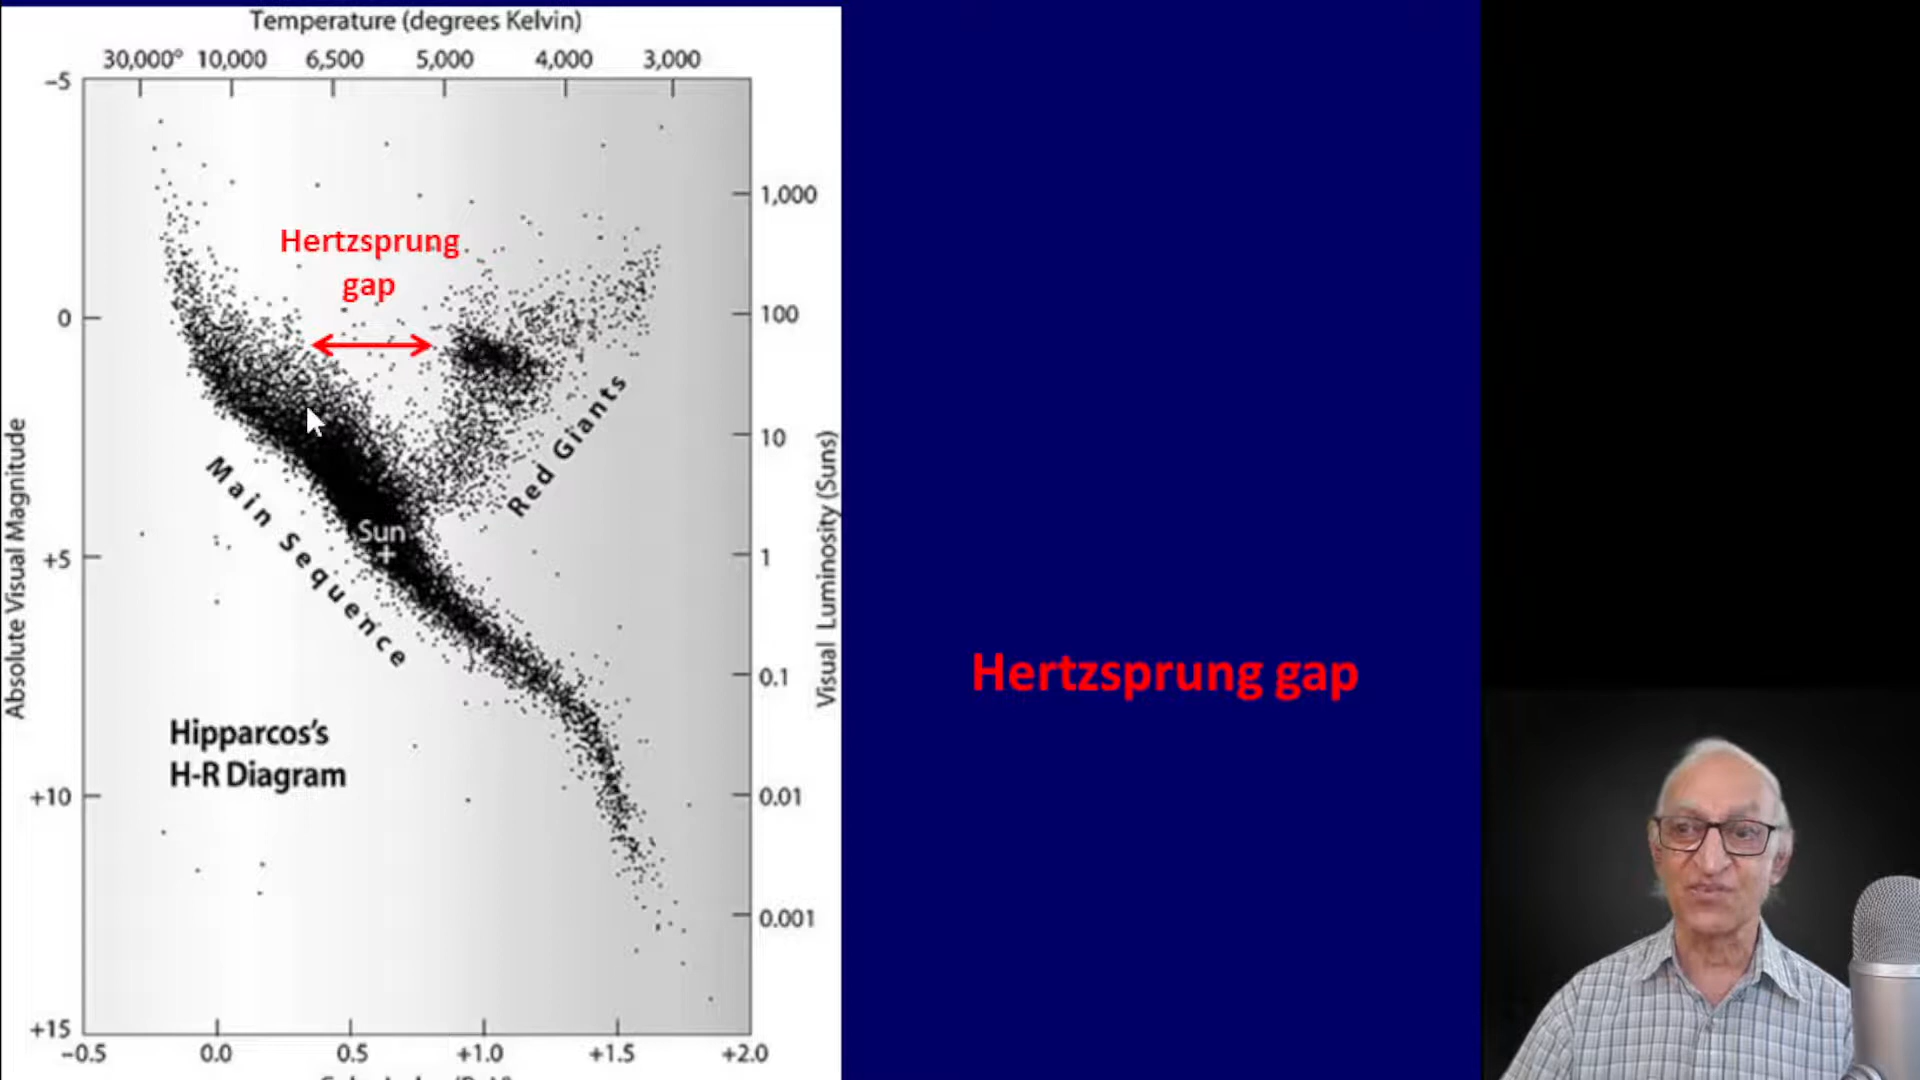 Temperature (degrees Kelvin)
30,000° 10,000 6,500 5,000 4,000 3,000
−5
0
+5
+10
+15
Absolute Visual Magnitude
1,000
100
10
1
0.1
0.01
0.001
Visual Luminosity (Suns)
Hertzsprung
gap
Red Giants
Main Sequence
Sun
Hipparcos's
H-R Diagram
−0.5 0.0 0.5 +1.0 +1.5 +2.0
Hertzsprung gap